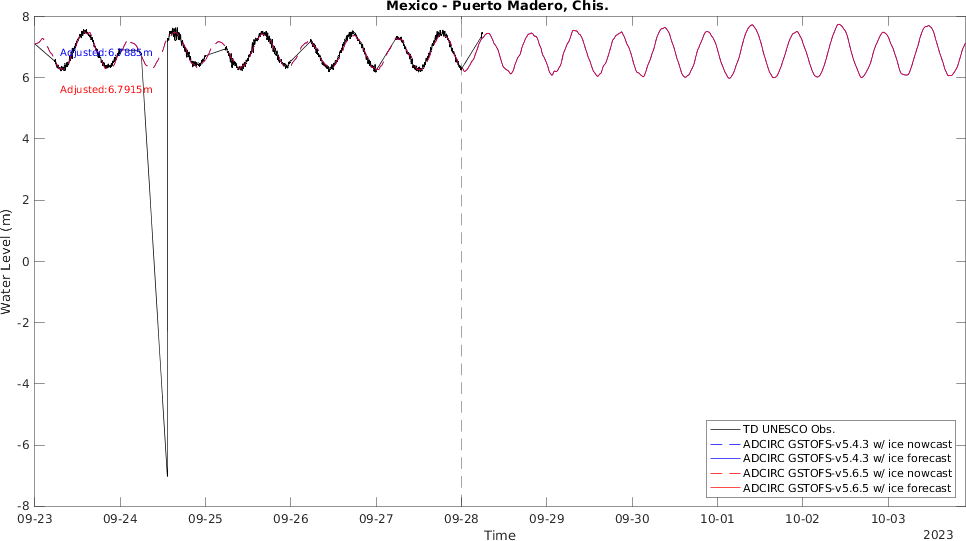 Mexico - Puerto Madero, Chis.
8
6
4
2
0
-2
-4
-6
-8
Water Level (m)
Adjusted:6.7885m
Adjusted:6.7915m
TD UNESCO Obs.
ADCIRC GSTOFS-v5.4.3 w/ ice nowcast
ADCIRC GSTOFS-v5.4.3 w/ ice forecast
ADCIRC GSTOFS-v5.6.5 w/ ice nowcast
ADCIRC GSTOFS-v5.6.5 w/ ice forecast
09-23 09-24 09-25 09-26 09-27 09-28 09-29 09-30 10-01 10-02 10-03
Time
2023